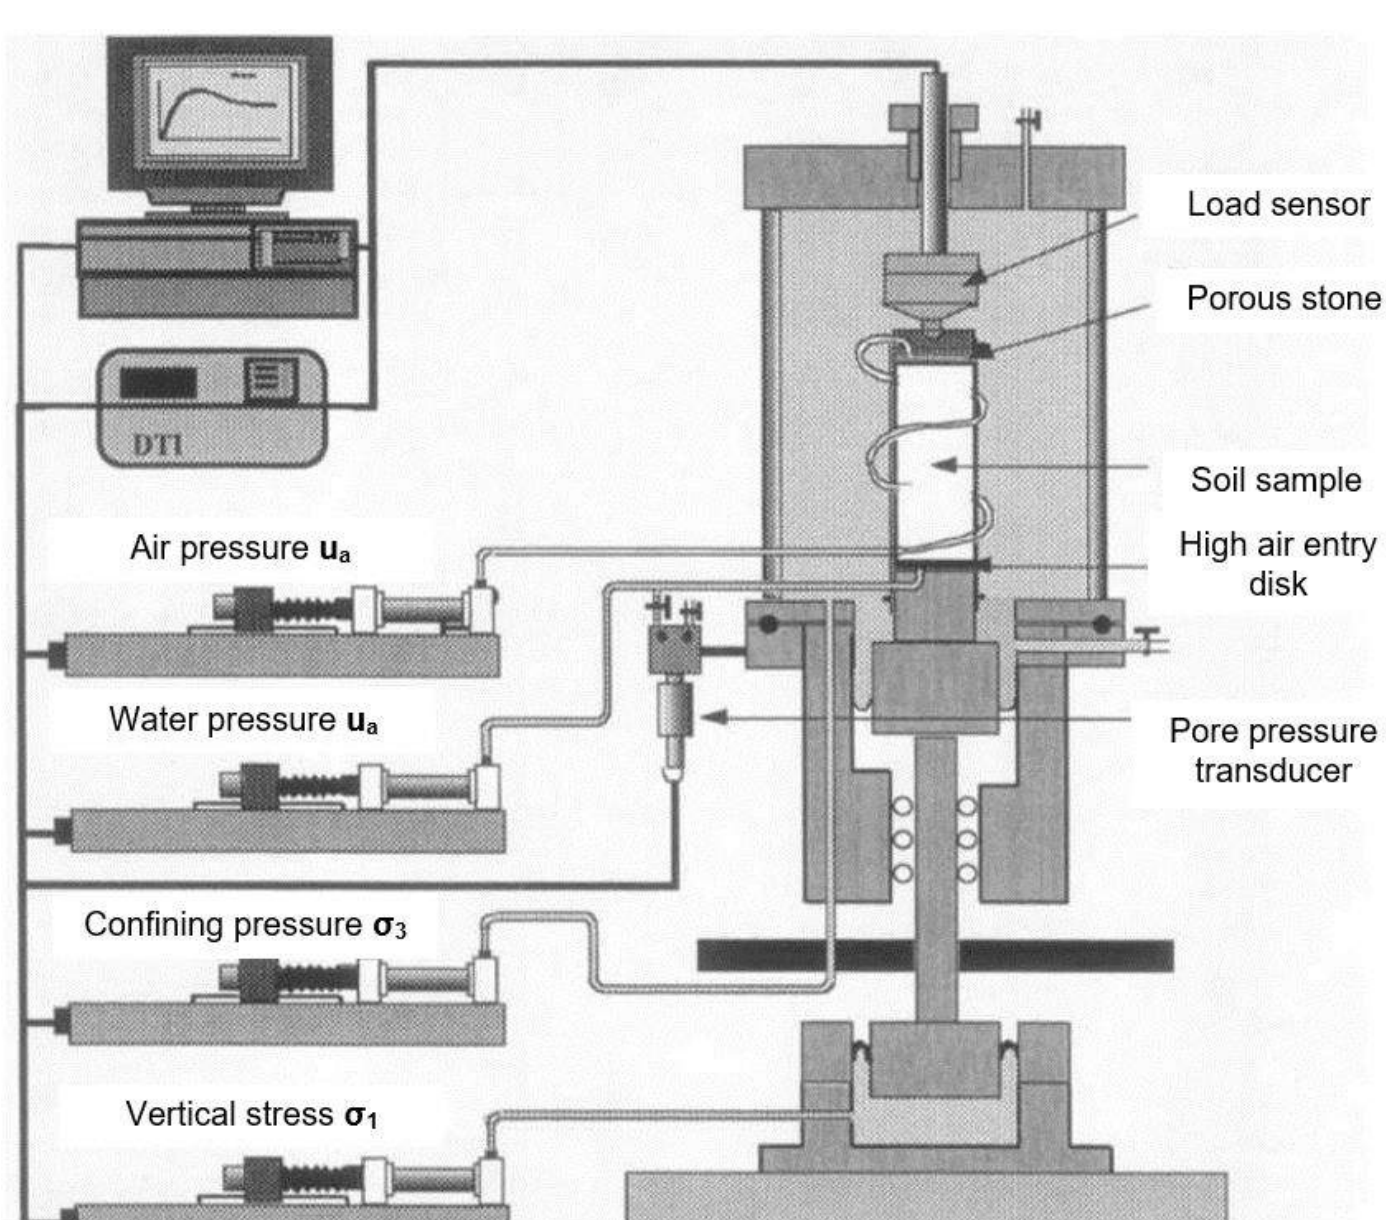 Load sensor
Porous stone
DTI
Soil sample
Air pressure uₐ
High air entry
disk
Water pressure uₐ
Pore pressure
transducer
Confining pressure σ₃
Vertical stress σ₁